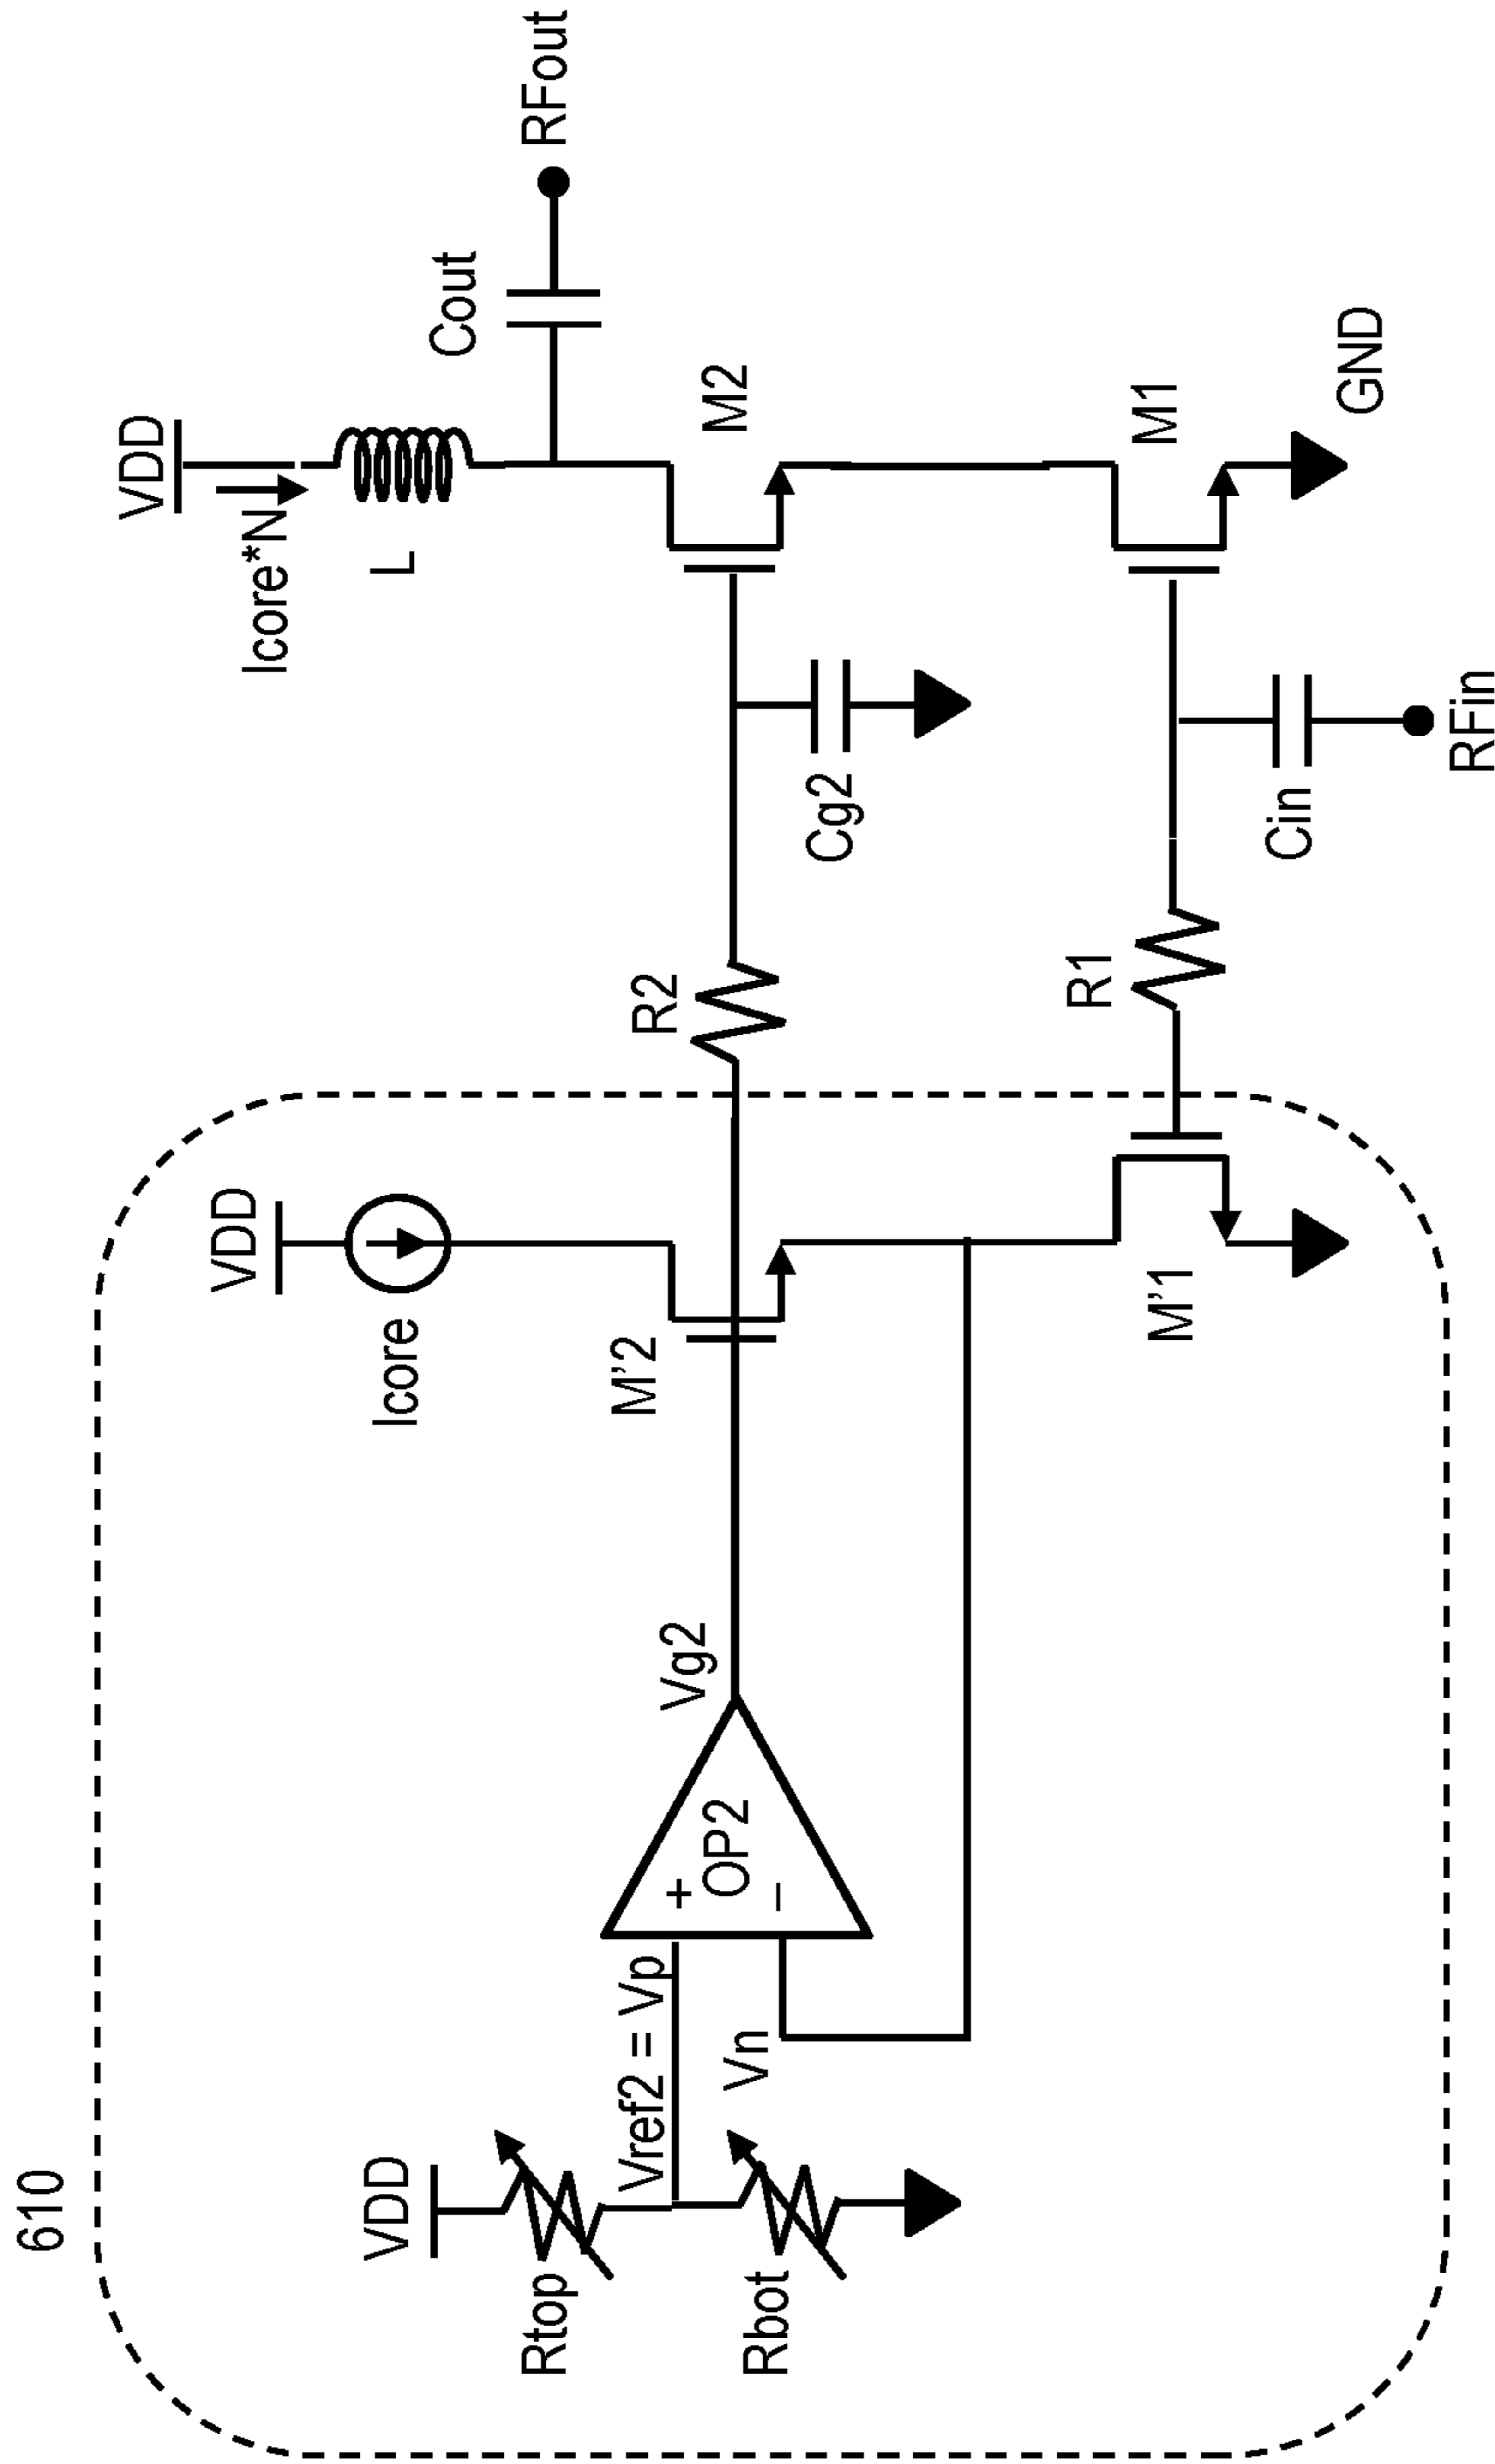 610
VDD
Rtop
Rbot
Vref2 = Vp
Vn
+
OP2
–
Vg2
VDD
Icore
M'2
M'1
R2
R1
Cg2
Cin
RFin
VDD
Icore*N
L
Cout
RFout
M2
M1
GND